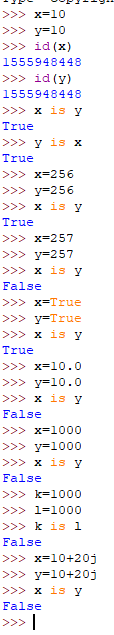 >>> x=10
>>> y=10
>>> id(x)
1555948448
>>> id(y)
1555948448
>>> x is y
True
>>> y is x
True
>>> x=256
>>> y=256
>>> x is y
True
>>> x=257
>>> y=257
>>> x is y
False
>>> x=True
>>> y=True
>>> x is y
True
>>> x=10.0
>>> y=10.0
>>> x is y
False
>>> x=1000
>>> y=1000
>>> x is y
False
>>> k=1000
>>> l=1000
>>> k is l
False
>>> x=10+20j
>>> y=10+20j
>>> x is y
False
>>>